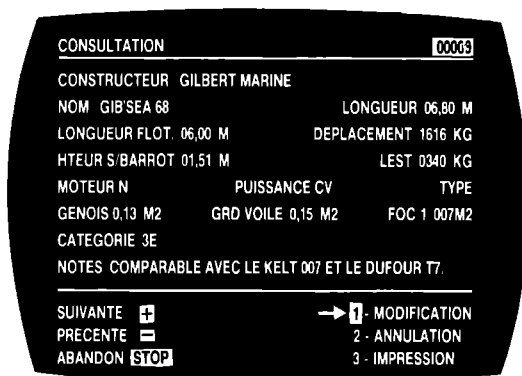 CONSULTATION 00069
CONSTRUCTEUR GILBERT MARINE
NOM GIB'SEA 68 LONGUEUR 06,80 M
LONGUEUR FLOT. 06,00 M DEPLACEMENT 1616 KG
HTEUR S/BARROT 01,51 M LEST 0340 KG
MOTEUR N PUISSANCE CV TYPE
GENOIS 0,13 M2 GRD VOILE 0,15 M2 FOC 1 007M2
CATEGORIE 3E
NOTES COMPARABLE AVEC LE KELT 007 ET LE DUFOUR T7.
SUIVANTE + → 1 - MODIFICATION
PRECENTE − 2 - ANNULATION
ABANDON STOP 3 - IMPRESSION